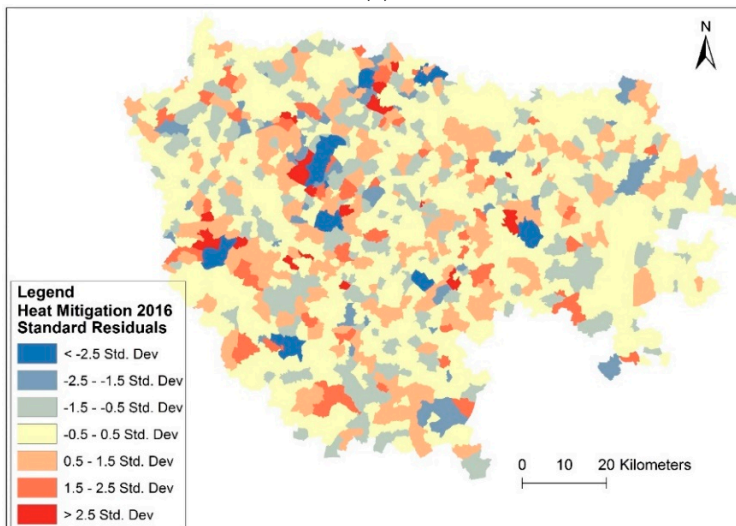 N
Legend
Heat Mitigation 2016
Standard Residuals
< -2.5 Std. Dev
-2.5 - -1.5 Std. Dev
-1.5 - -0.5 Std. Dev
-0.5 - 0.5 Std. Dev
0.5 - 1.5 Std. Dev
1.5 - 2.5 Std. Dev
> 2.5 Std. Dev
0 10 20 Kilometers